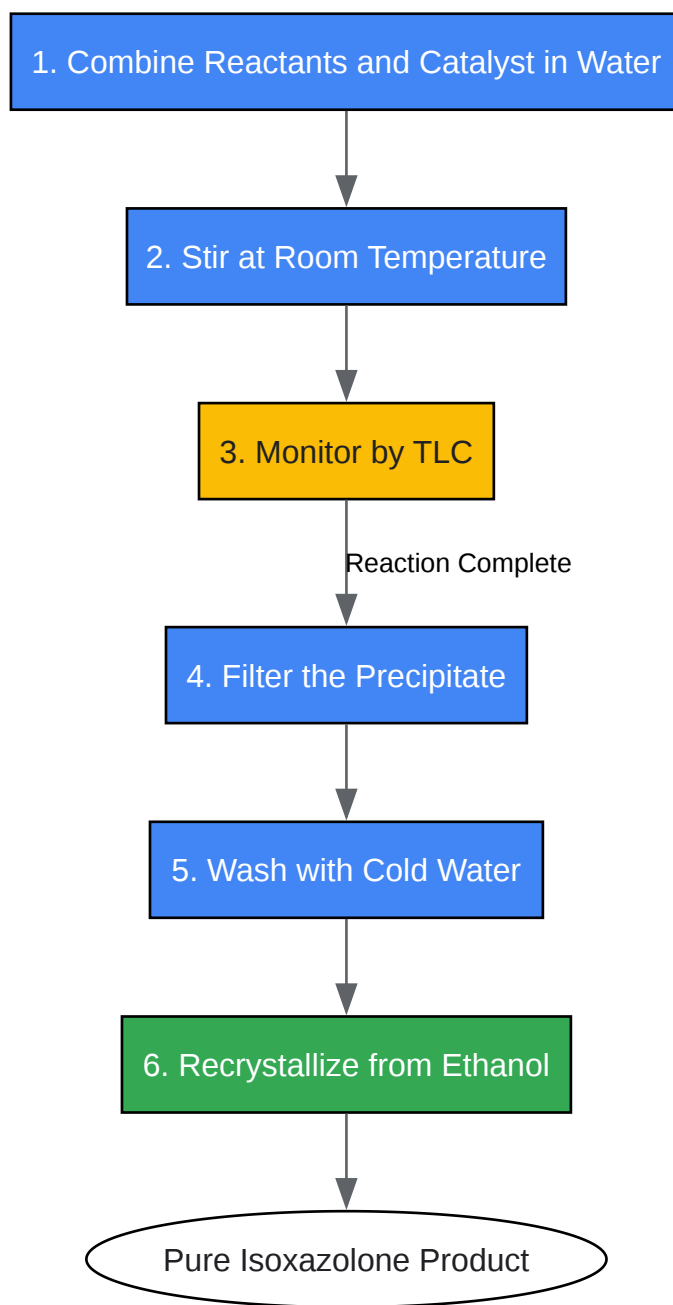 1. Combine Reactants and Catalyst in Water
2. Stir at Room Temperature
3. Monitor by TLC
Reaction Complete
4. Filter the Precipitate
5. Wash with Cold Water
6. Recrystallize from Ethanol
Pure Isoxazolone Product